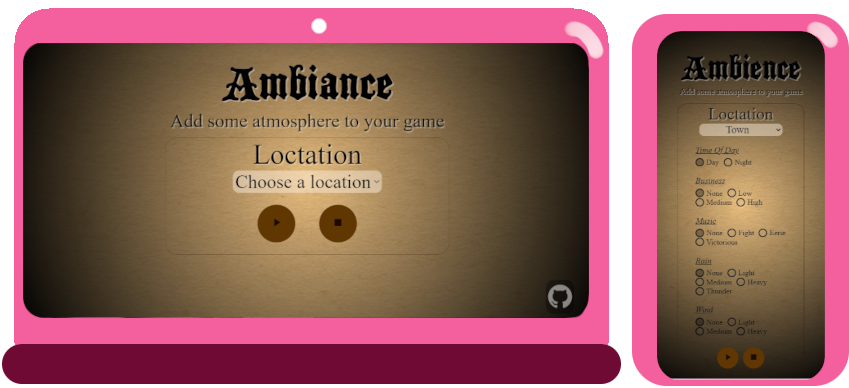 Ambiance
Add some atmosphere to your game
Loctation
Choose a location
Ambience
Add some atmosphere to your game
Loctation
Town
Time Of Day
Day Night
Business
None Low
Medium High
Music
None Fight Eerie
Victorious
Rain
None Light
Medium Heavy
Thunder
Wind
None Light
Medium Heavy